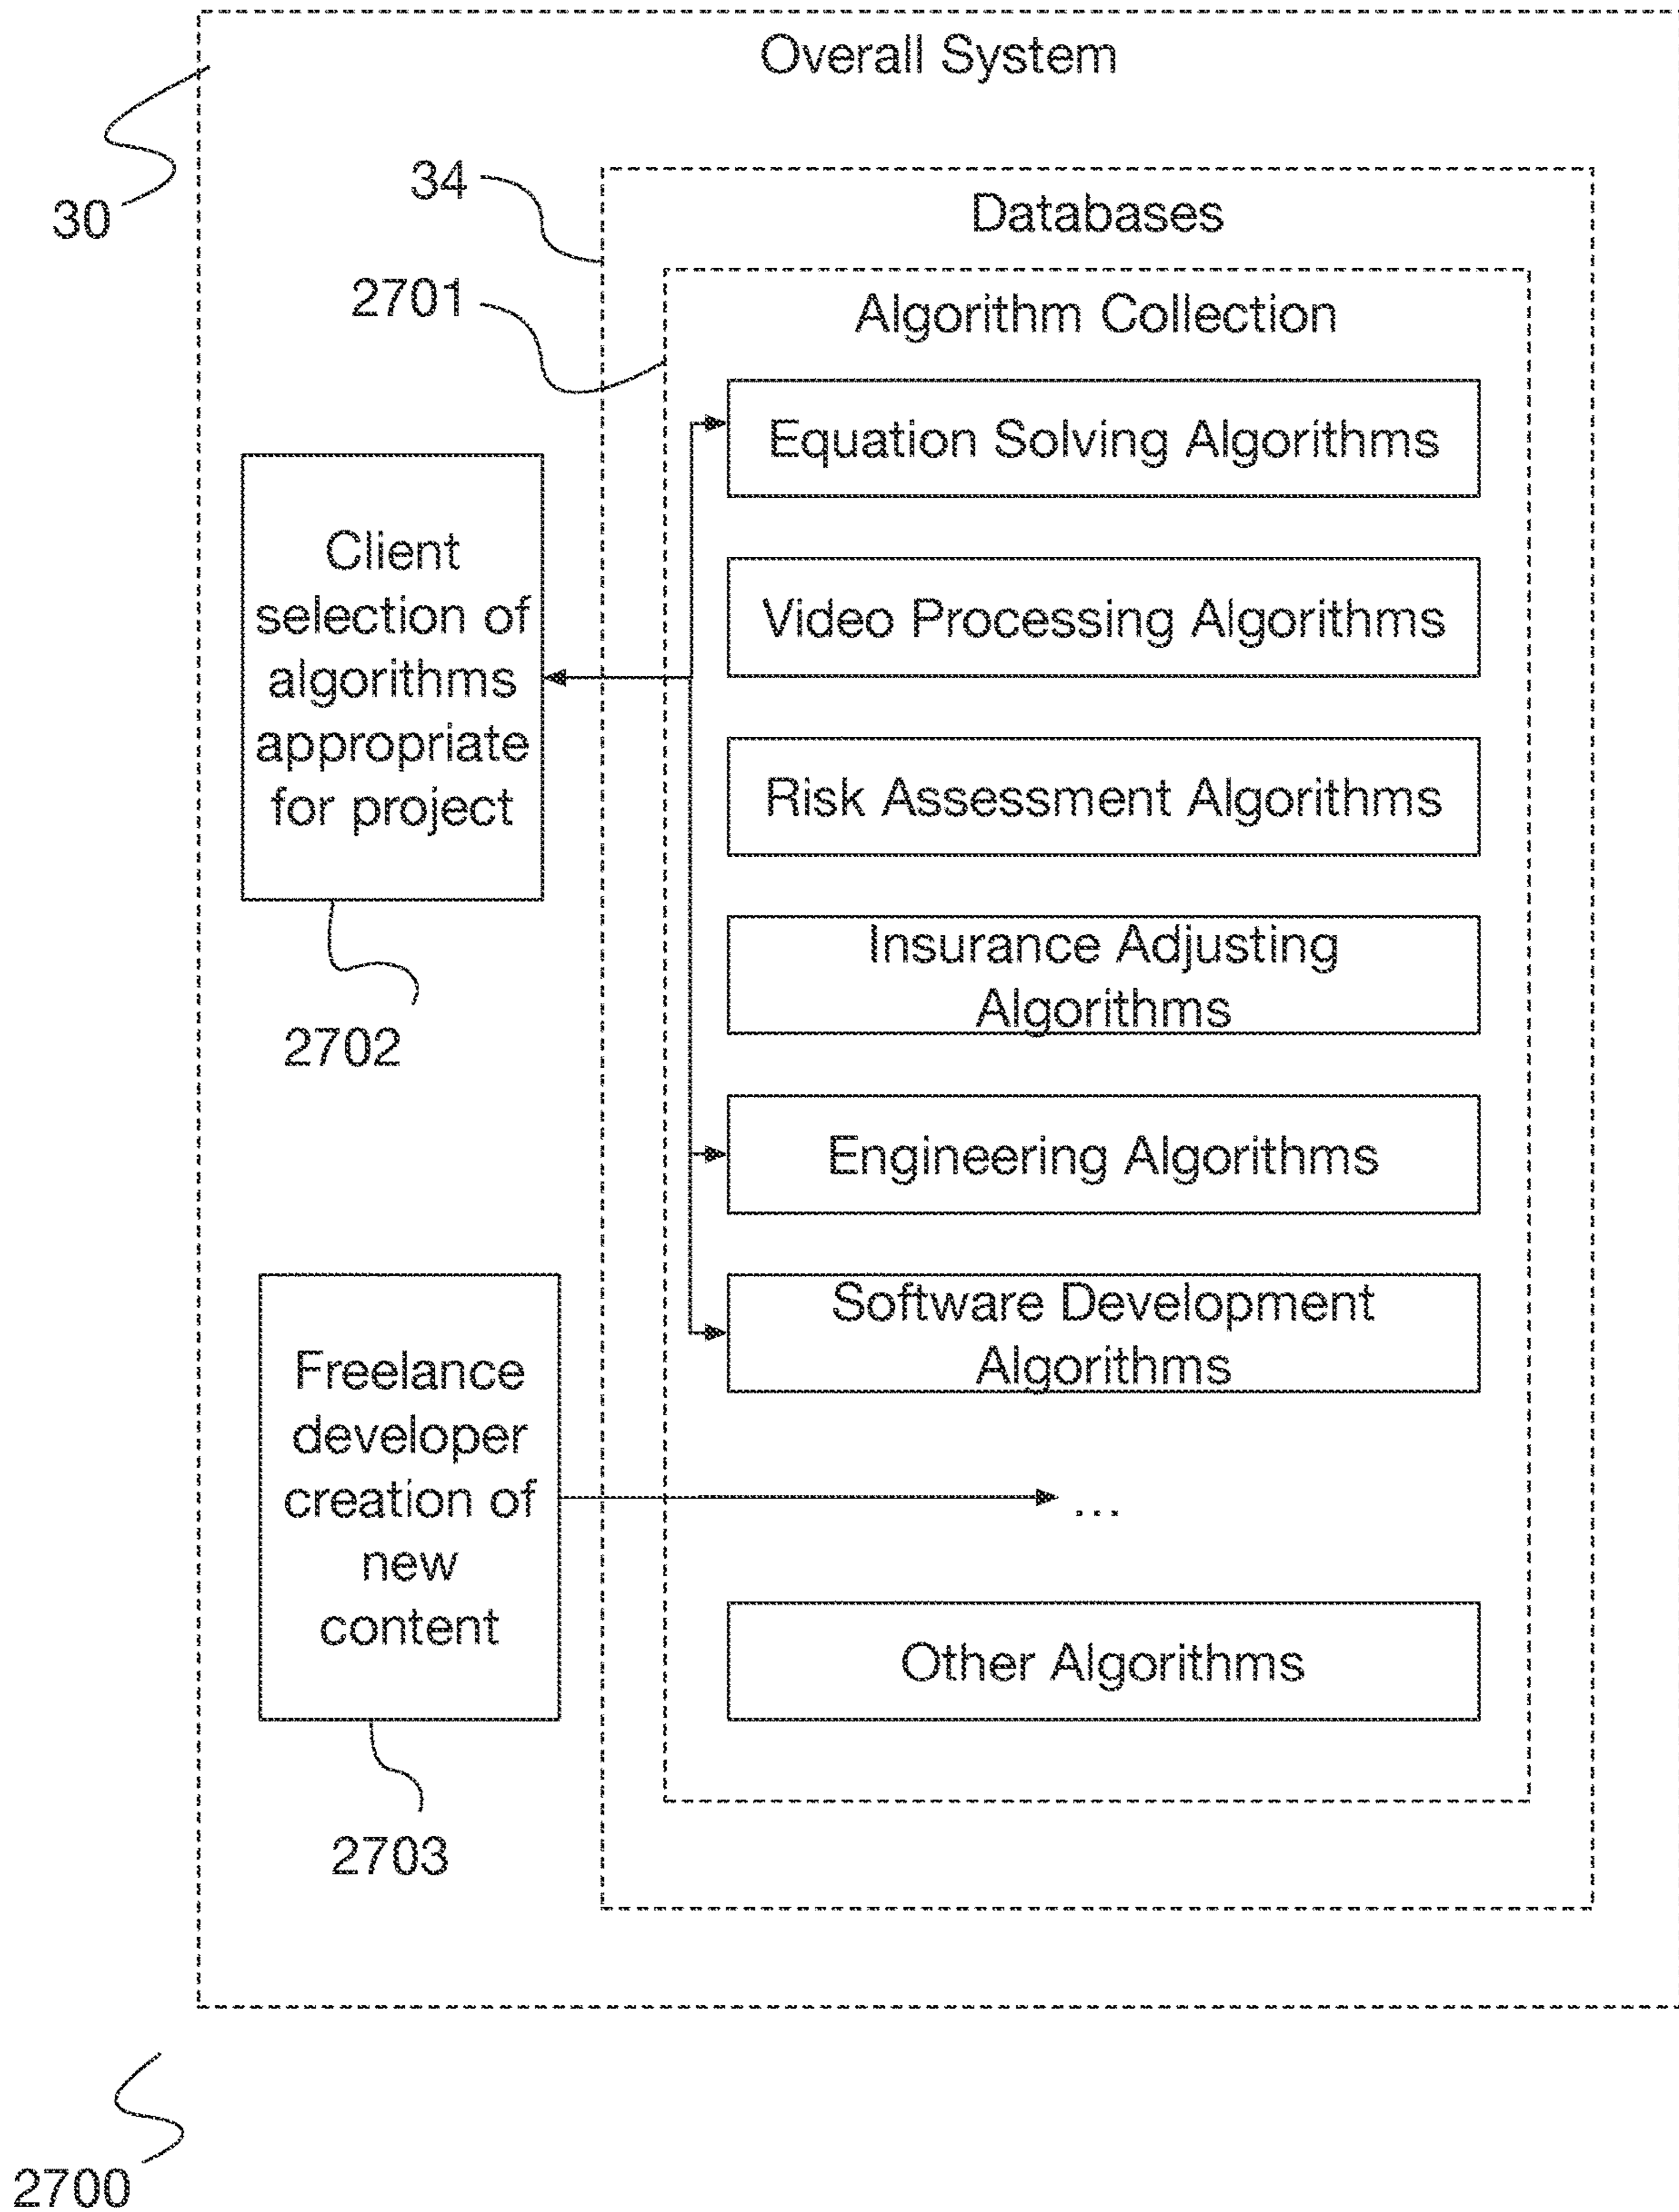 Overall System
30
34
Databases
2701
Algorithm Collection
Equation Solving Algorithms
Client
selection of
algorithms
appropriate
for project
Video Processing Algorithms
Risk Assessment Algorithms
Insurance Adjusting
Algorithms
2702
Engineering Algorithms
Software Development
Algorithms
Freelance
developer
creation of
new
content
...
Other Algorithms
2703
2700